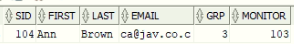 SID FIRST LAST EMAIL GRP MONITOR
104 Ann Brown ca@jav.co.c 3 103